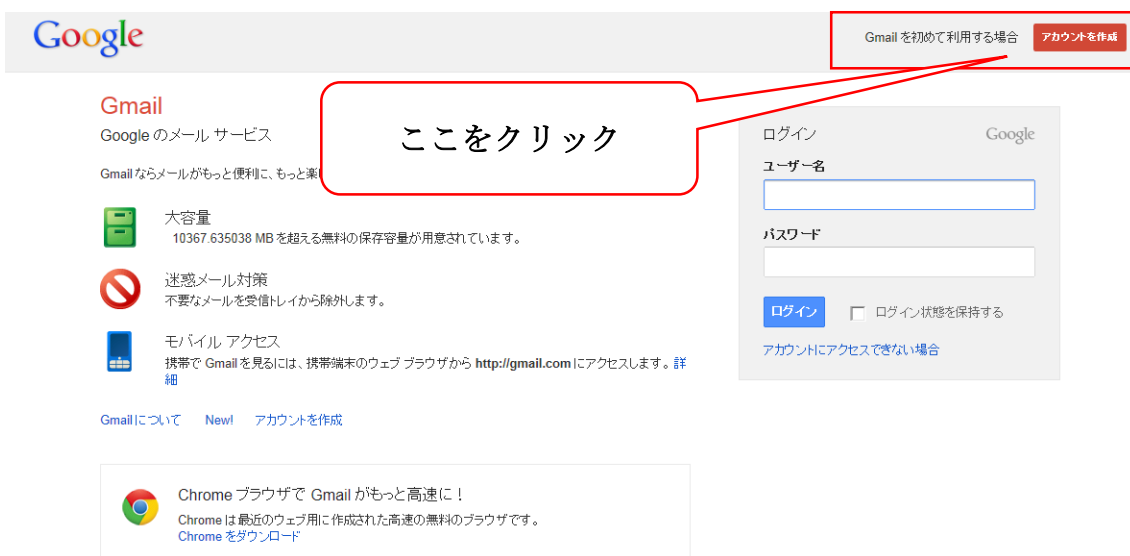 Google
Gmail を初めて利用する場合 アカウントを作成
Gmail
Google のメール サービス
Gmail ならメールがもっと便利に、もっと楽
ここをクリック
大容量
10367.635038 MB を超える無料の保存容量が用意されています。
迷惑メール対策
不要なメールを受信トレイから除外します。
モバイル アクセス
携帯で Gmail を見るには、携帯端末のウェブ ブラウザから http://gmail.com にアクセスします。詳
細
Gmailについて New! アカウントを作成
ログイン Google
ユーザー名
パスワード
ログイン ログイン状態を保持する
アカウントにアクセスできない場合
Chrome ブラウザで Gmail がもっと高速に！
Chrome は最近のウェブ用に作成された高速の無料のブラウザです。
Chrome をダウンロード